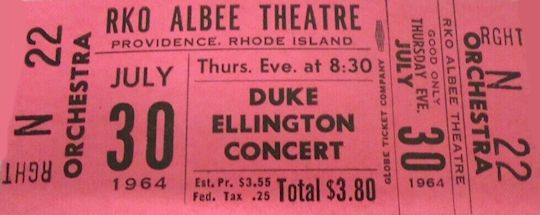 RGHT N 22
ORCHESTRA
RKO ALBEE THEATRE
PROVIDENCE, RHODE ISLAND
JULY
30
1964
Thurs. Eve. at 8:30
DUKE
ELLINGTON
CONCERT
Est. Pr. $3.55
Fed. Tax .25
Total $3.80
GLOBE TICKET COMPANY
RKO ALBEE THEATRE
GOOD ONLY
THURSDAY EVE.
JULY
30
1964
ORCHESTRA
RGHT N 22